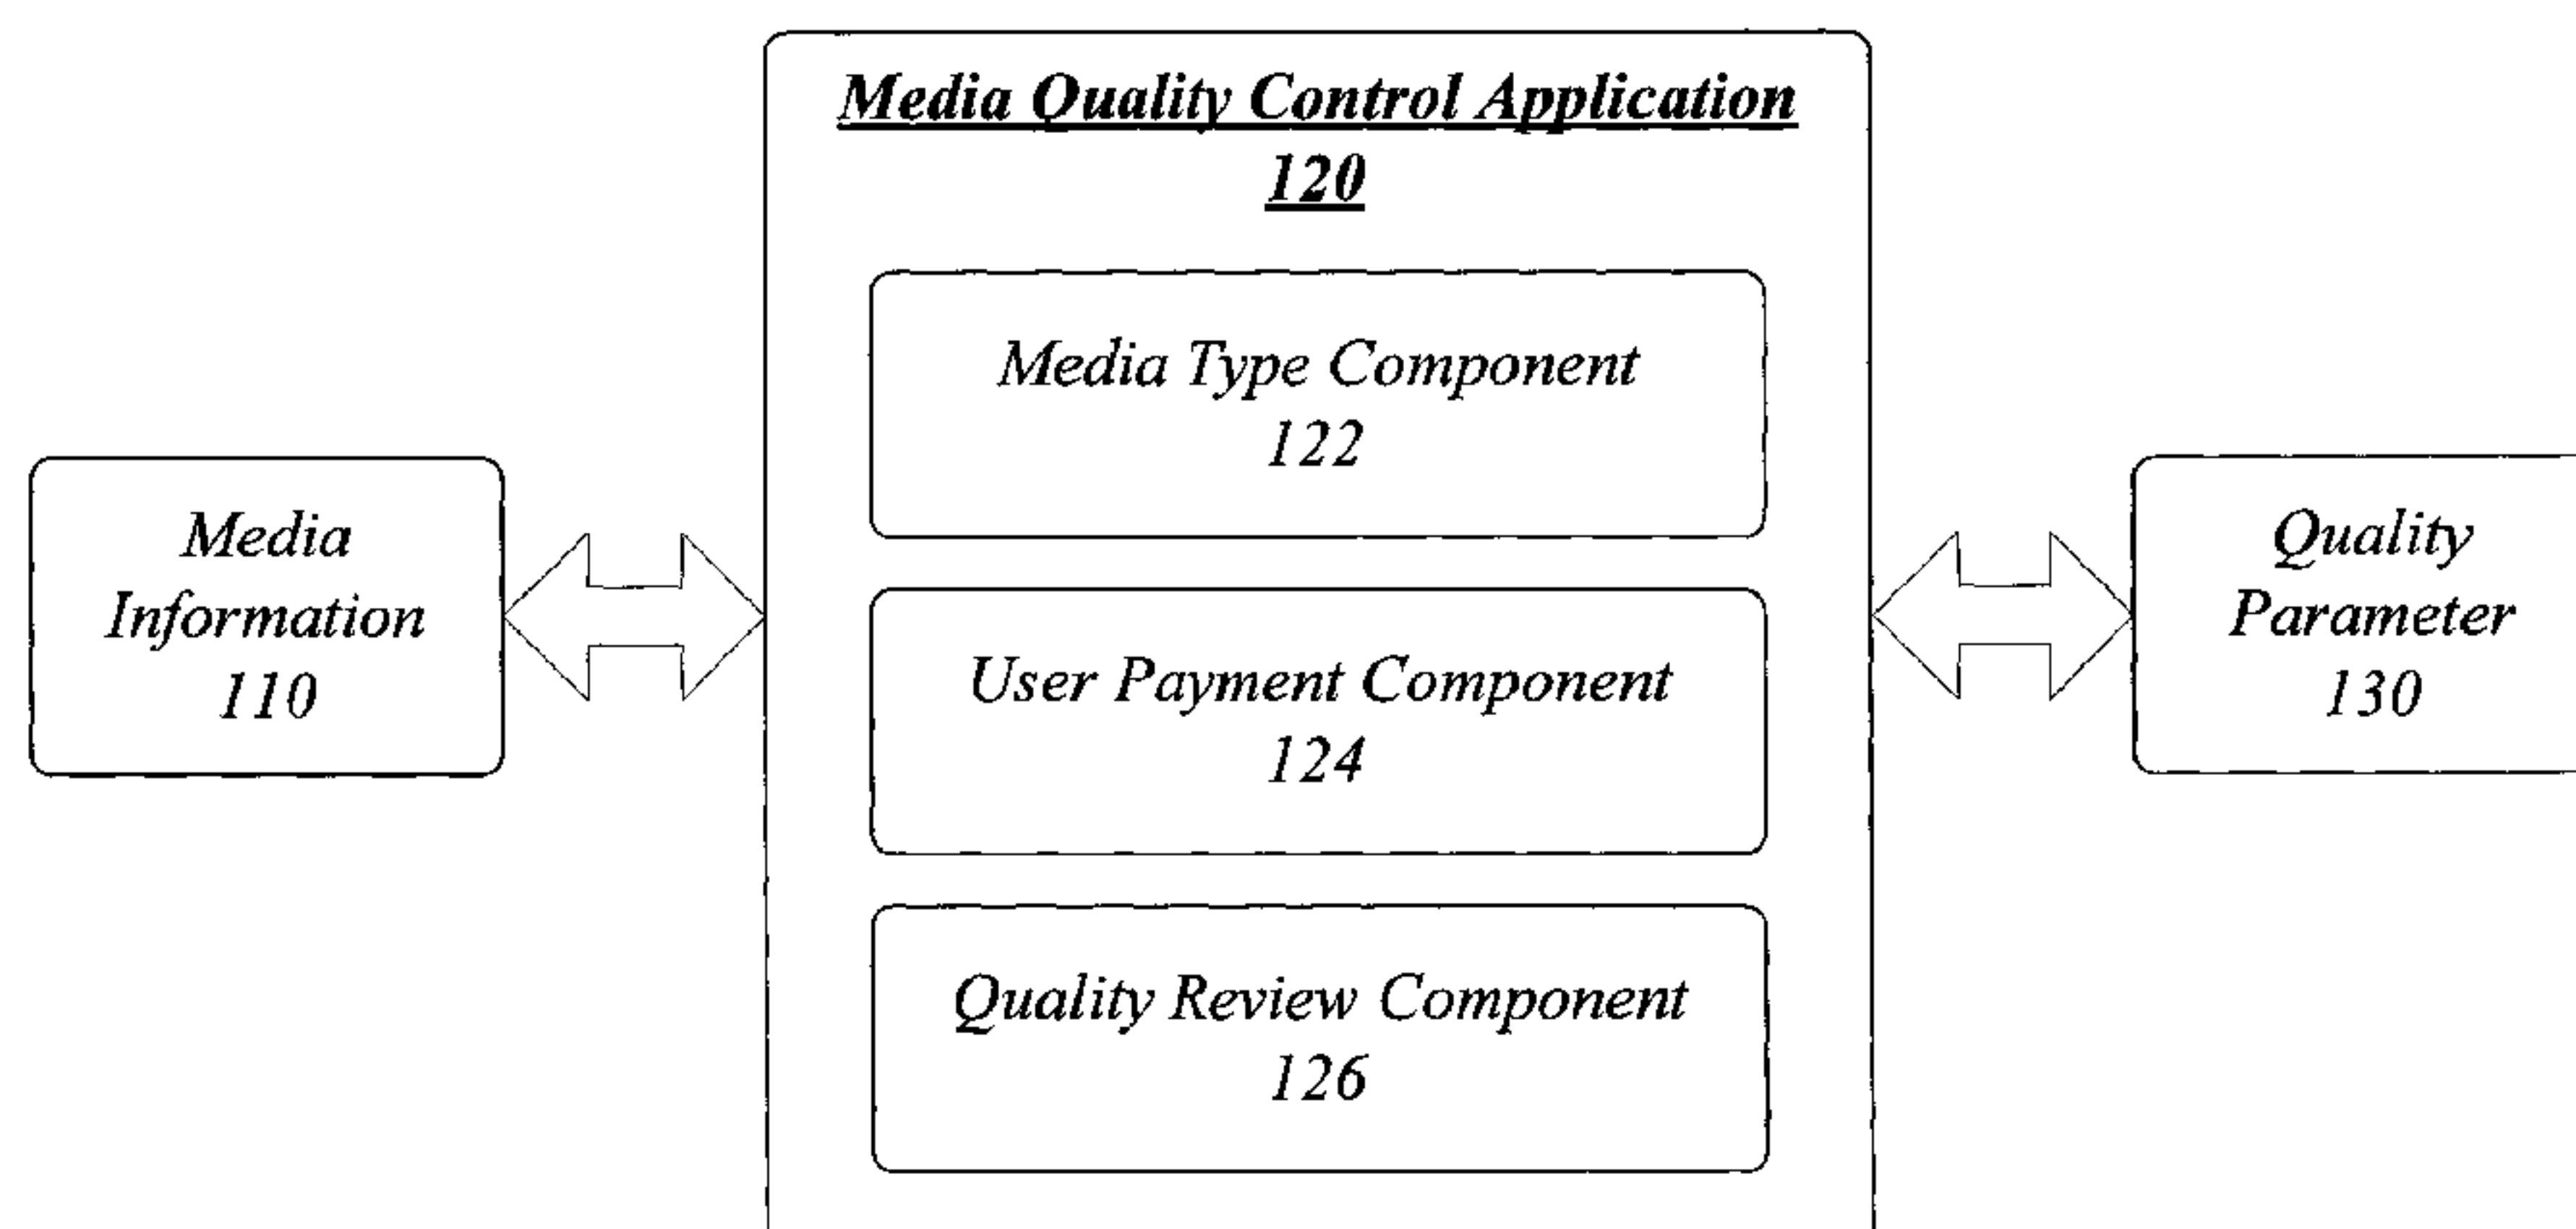 Media Quality Control Application
120
Media Type Component
122
Media
Information
110
User Payment Component
124
Quality
Parameter
130
Quality Review Component
126